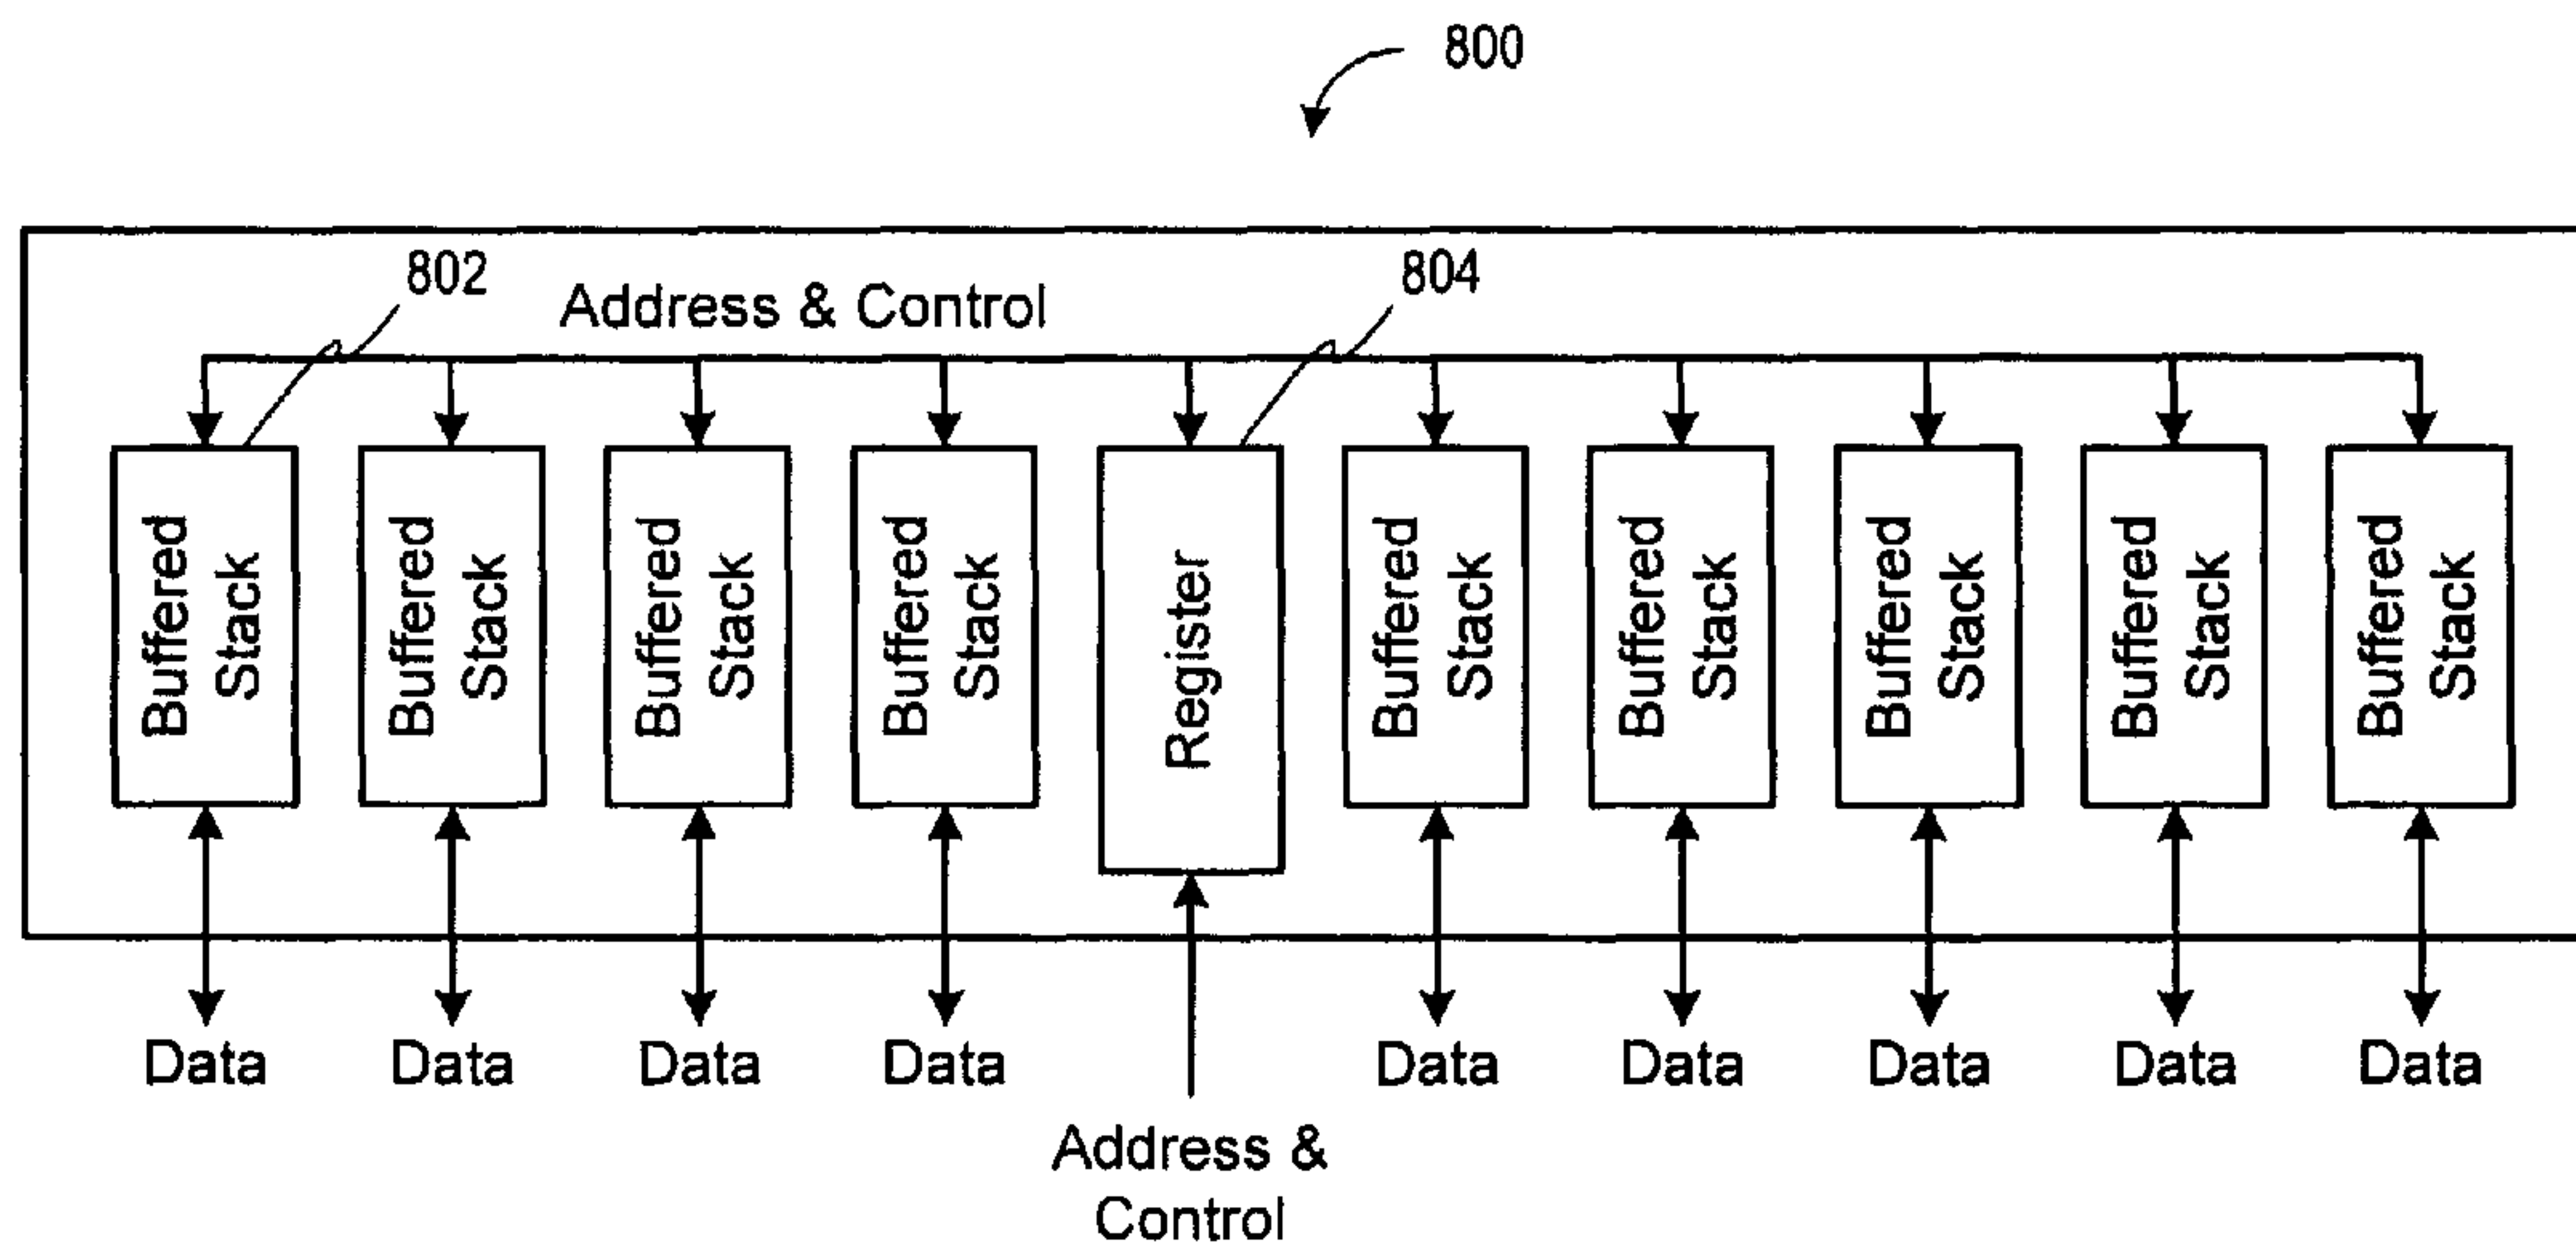 800
802
Address & Control
804
Buffered
Stack
Buffered
Stack
Buffered
Stack
Buffered
Stack
Register
Buffered
Stack
Buffered
Stack
Buffered
Stack
Buffered
Stack
Buffered
Stack
Data
Data
Data
Data
Data
Data
Data
Data
Data
Address &
Control